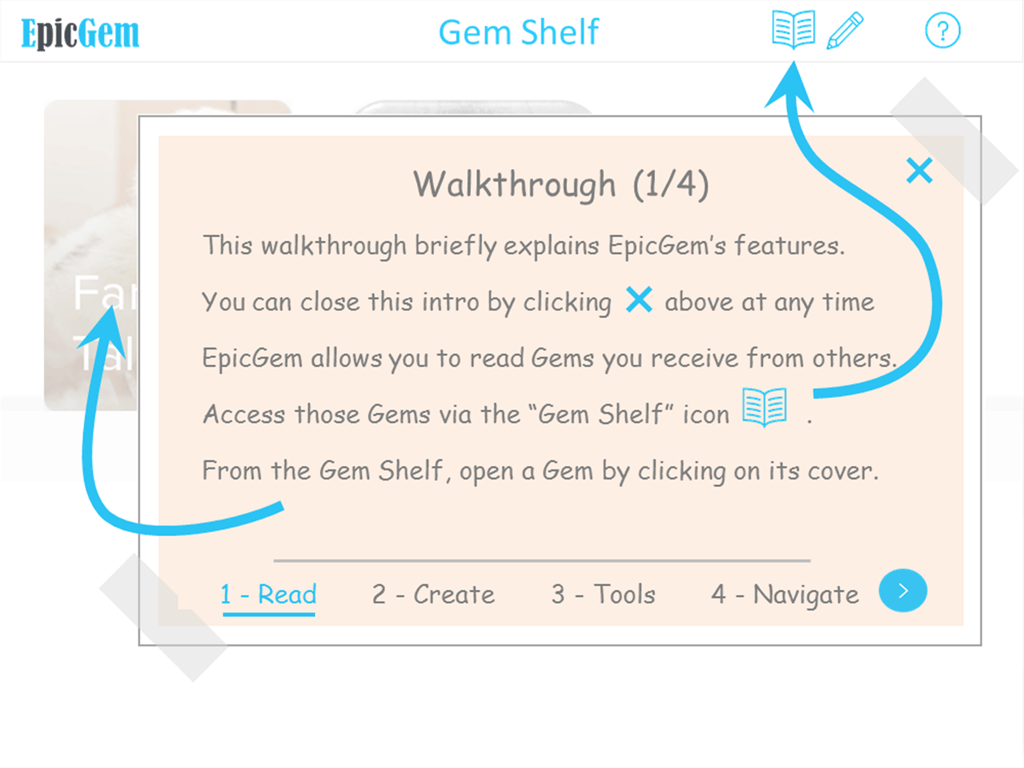 EpicGem
Gem Shelf
?
Walkthrough (1/4)
This walkthrough briefly explains EpicGem's features.
You can close this intro by clicking × above at any time
EpicGem allows you to read Gems you receive from others.
Access those Gems via the “Gem Shelf” icon .
From the Gem Shelf, open a Gem by clicking on its cover.
1 - Read 2 - Create 3 - Tools 4 - Navigate >